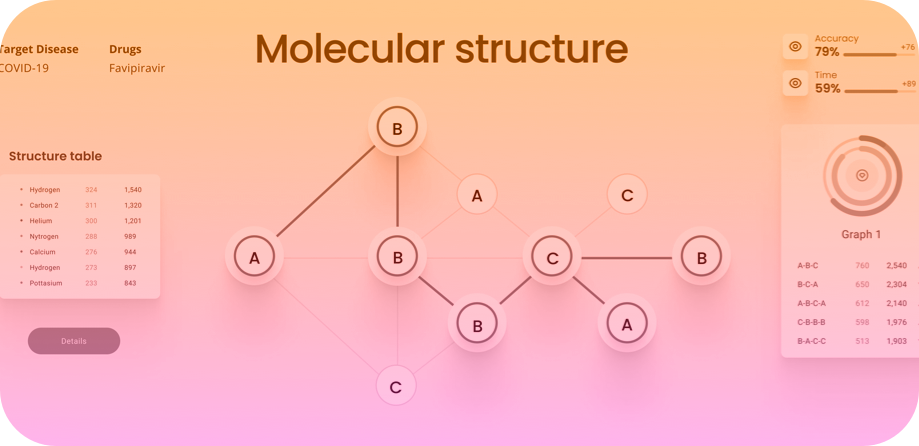 Target Disease
COVID-19
Drugs
Favipiravir
Molecular structure
Accuracy
79%
+76
Time
59%
+89
Structure table
Hydrogen 324 1,540
Carbon 2 311 1,320
Helium 300 1,201
Nytrogen 288 989
Calcium 276 944
Hydrogen 273 897
Pottasium 233 843
Details
B
A
C
A
B
C
B
B
A
C
Graph 1
A-B-C 760 2,540
B-C-A 650 2,304
A-B-C-A 612 2,140
C-B-B-B 598 1,976
B-A-C-C 513 1,903